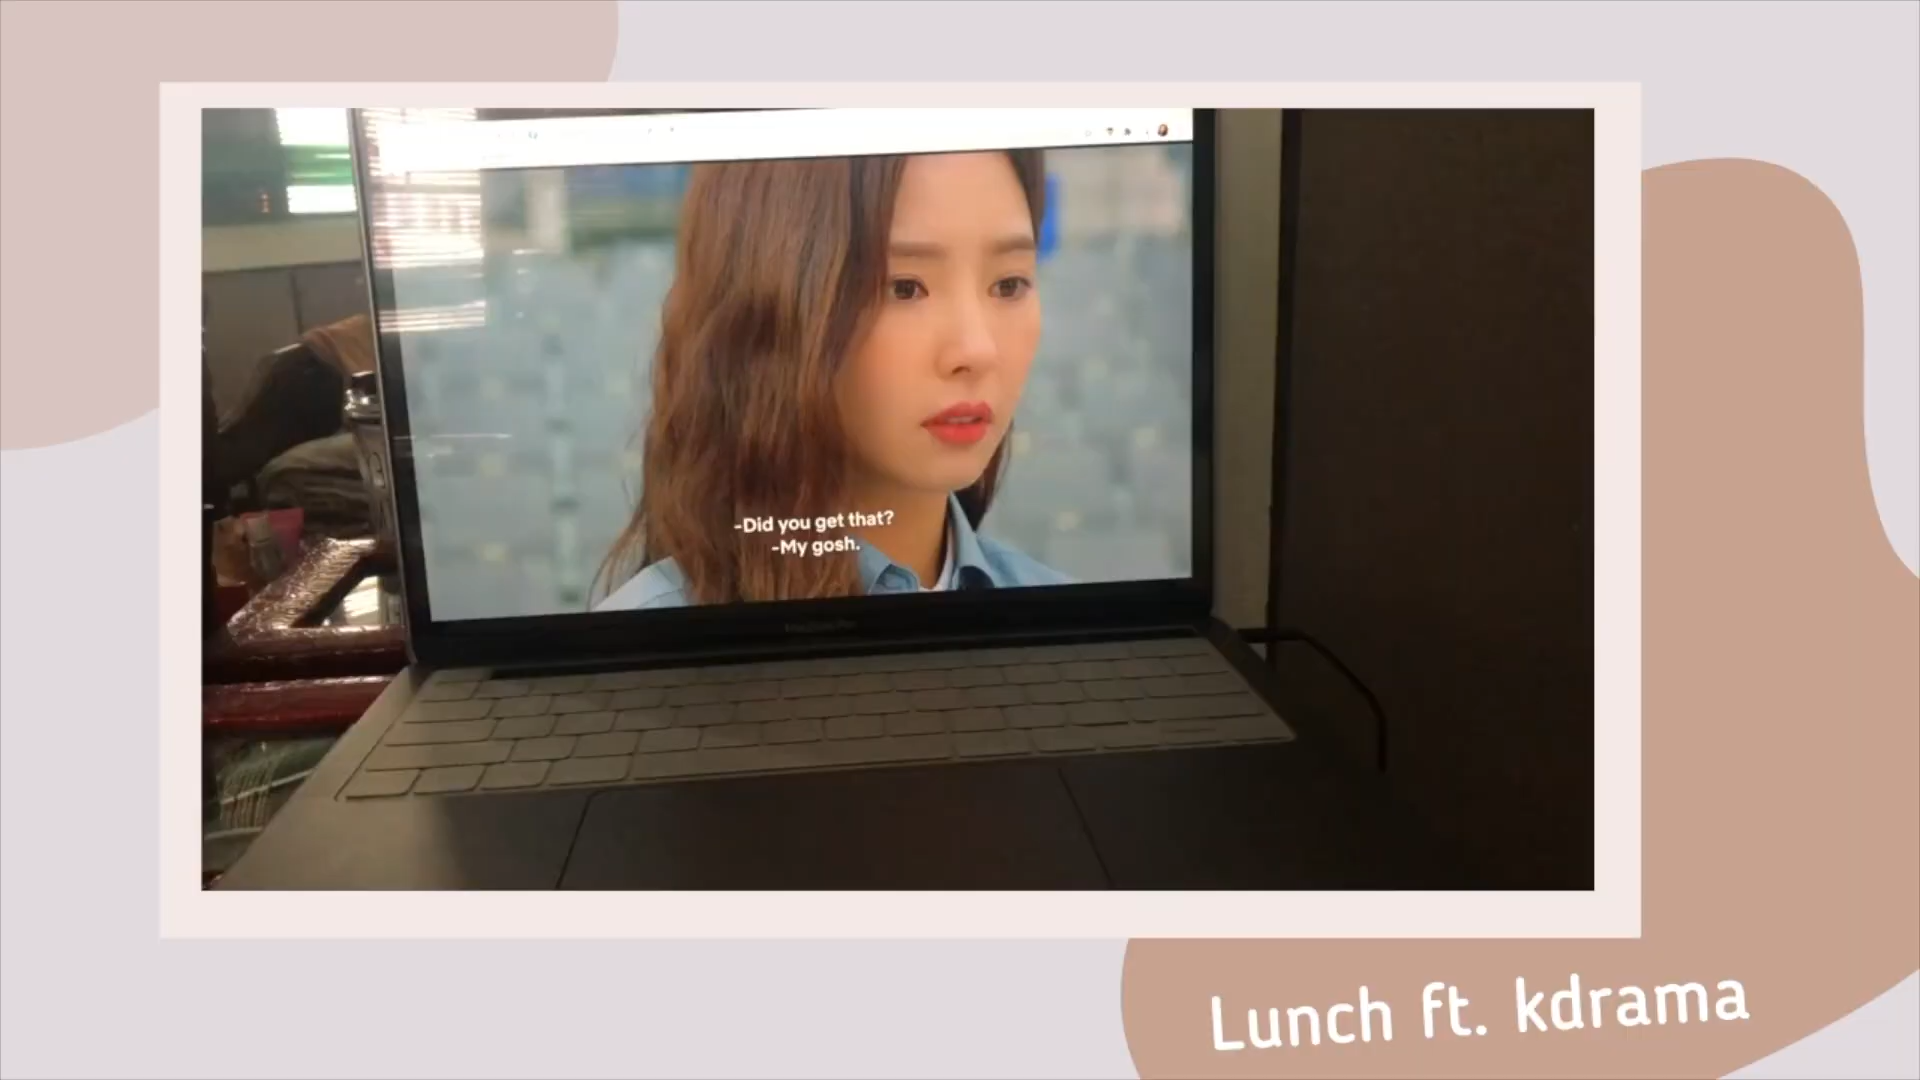 -Did you get that?
-My gosh.
Lunch ft. kdrama